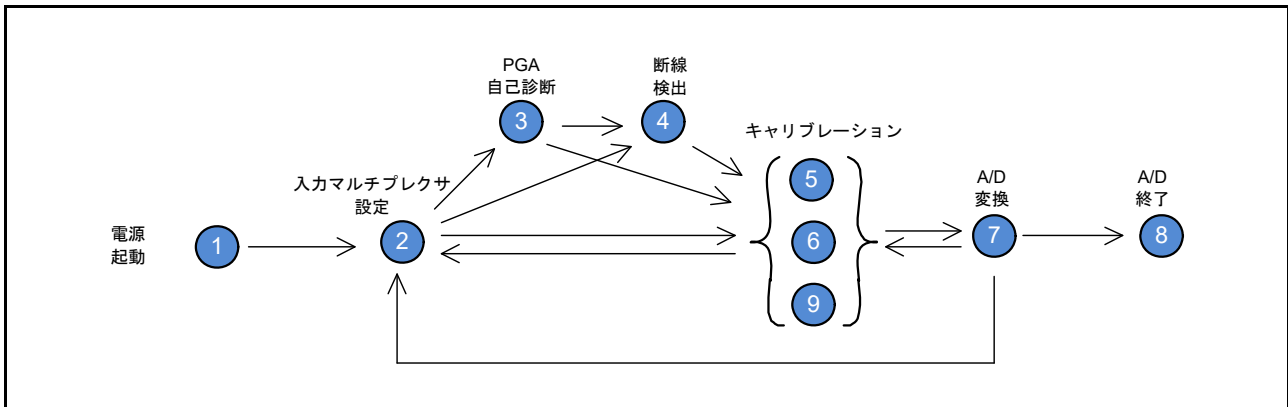 PGA
自己診断
3
断線
検出
4
キャリブレーション
5
6
9
入力マルチプレクサ
設定
2
電源
起動
1
A/D
変換
7
A/D
終了
8